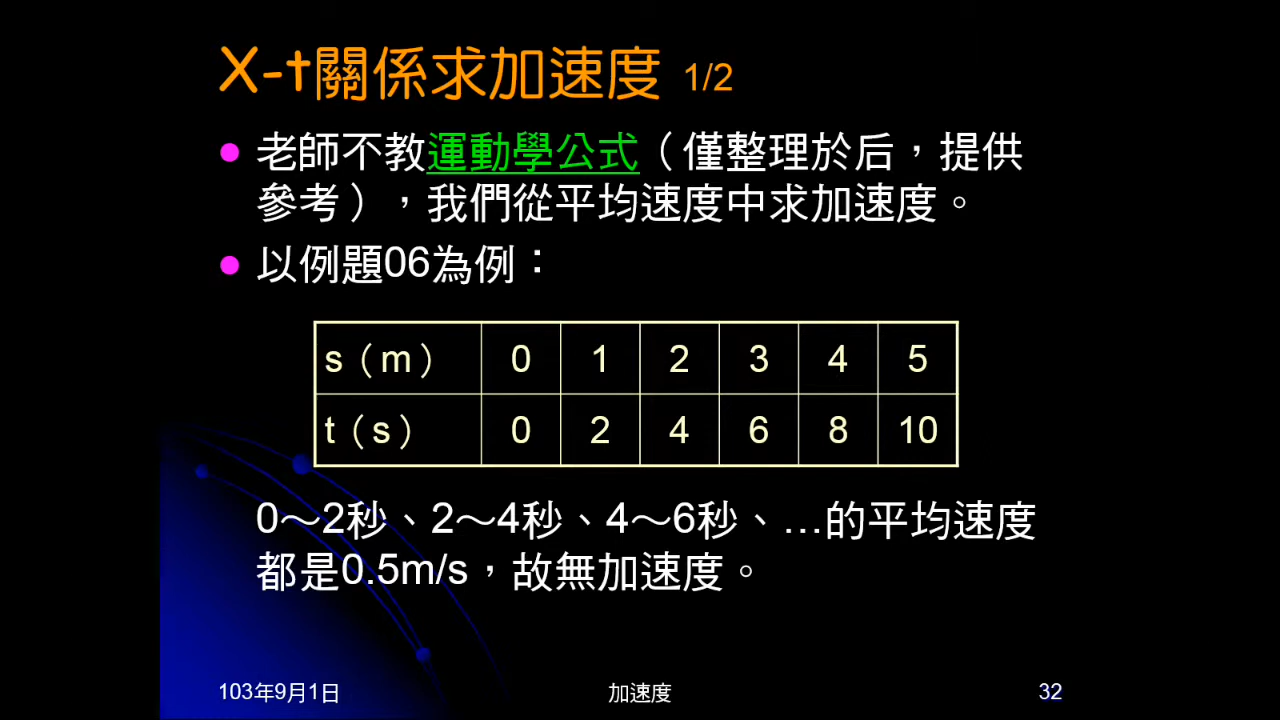 X-t關係求加速度 1/2
老師不教運動學公式（僅整理於后，提供
參考），我們從平均速度中求加速度。
以例題06為例：
s（m） 0 1 2 3 4 5
t（s） 0 2 4 6 8 10
0～2秒、2～4秒、4～6秒、…的平均速度
都是0.5m/s，故無加速度。
103年9月1日 加速度 32